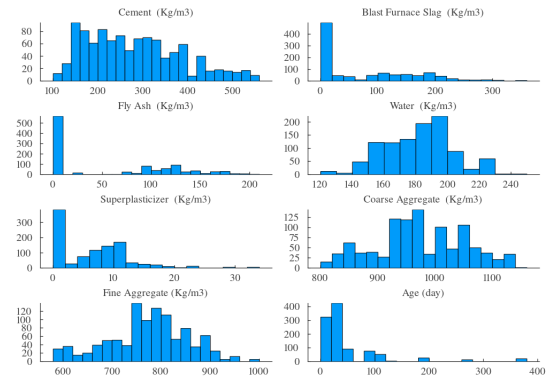 Cement (Kg/m3)
80
60
40
20
0
100 200 300 400 500
Blast Furnace Slag (Kg/m3)
400
300
200
100
0
0 100 200 300
Fly Ash (Kg/m3)
500
400
300
200
100
0
0 50 100 150 200
Water (Kg/m3)
200
150
100
50
0
120 140 160 180 200 220 240
Superplasticizer (Kg/m3)
300
200
100
0
0 10 20 30
Coarse Aggregate (Kg/m3)
125
100
75
50
25
0
800 900 1000 1100
Fine Aggregate (Kg/m3)
120
100
80
60
40
20
0
600 700 800 900 1000
Age (day)
400
300
200
100
0
0 100 200 300 400